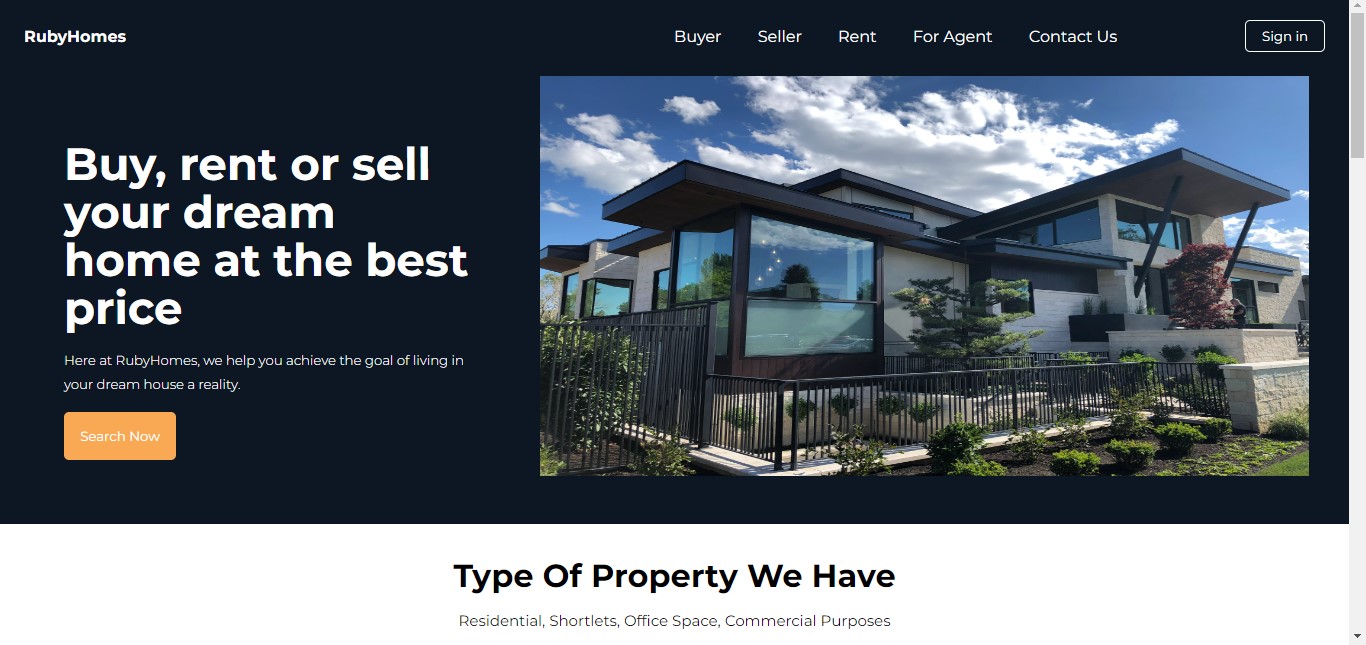 RubyHomes
Buyer
Seller
Rent
For Agent
Contact Us
Sign in
Buy, rent or sell
your dream
home at the best
price
Here at RubyHomes, we help you achieve the goal of living in
your dream house a reality.
Search Now
Type Of Property We Have
Residential, Shortlets, Office Space, Commercial Purposes